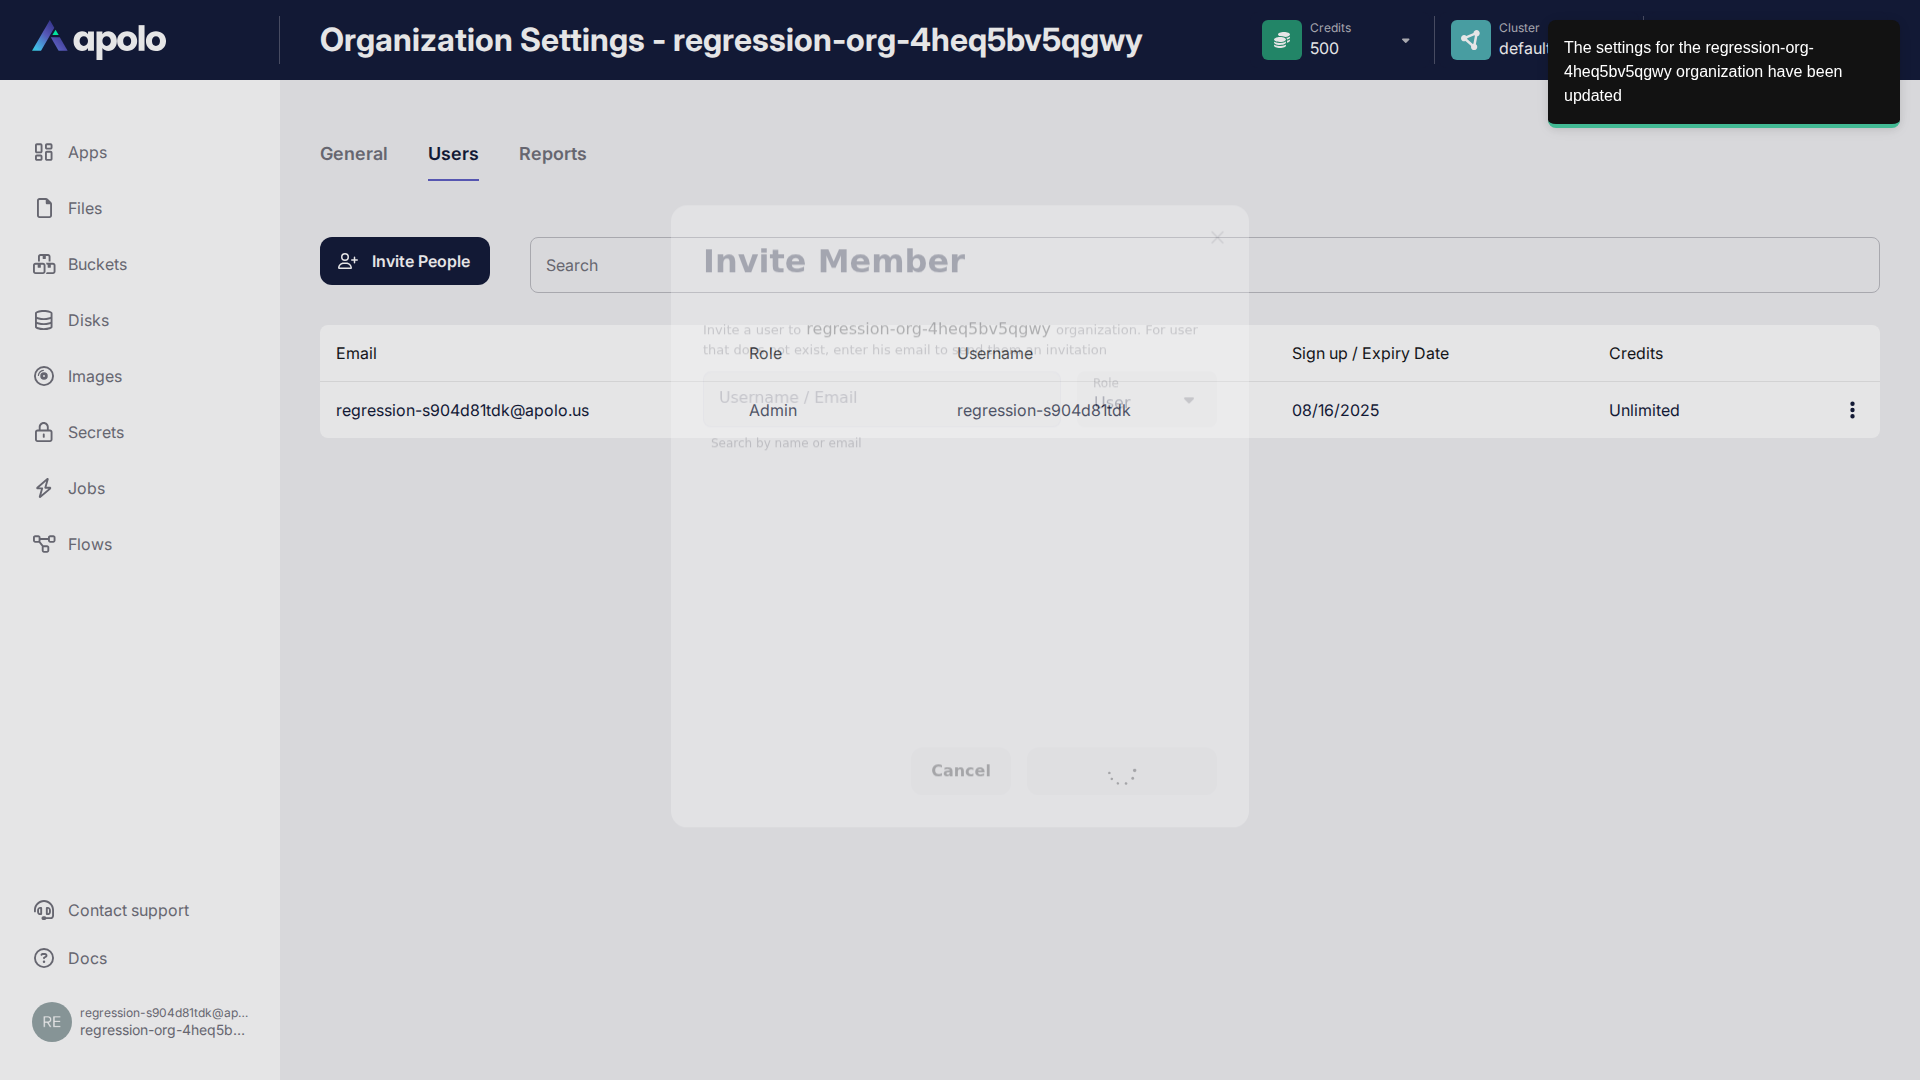 apolo
Organization Settings - regression-org-4heq5bv5qgwy
Credits
500
Cluster
default
The settings for the regression-org-
4heq5bv5qgwy organization have been
updated
Apps
Files
Buckets
Disks
Images
Secrets
Jobs
Flows
Contact support
Docs
RE
regression-s904d81tdk@ap...
regression-org-4heq5b...
General
Users
Reports
Invite People
Search
Email
Role
Username
Sign up / Expiry Date
Credits
regression-s904d81tdk@apolo.us
Admin
regression-s904d81tdk
08/16/2025
Unlimited
Invite Member
Invite a user to regression-org-4heq5bv5qgwy organization. For user
that does not exist, enter his email to send them an invitation
Username / Email
Role
User
Search by name or email
Cancel